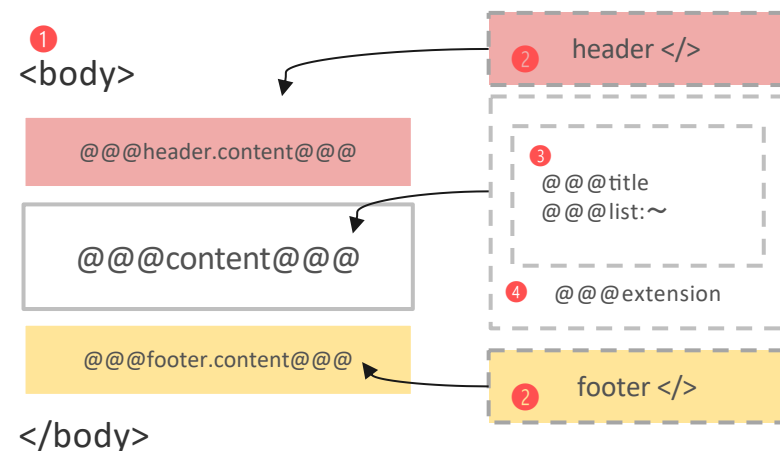 1
<body>
@@@header.content@@@
@@@content@@@
@@@footer.content@@@
</body>
2 header </>
3
@@@title
@@@list:～
4 @@@extension
2 footer </>